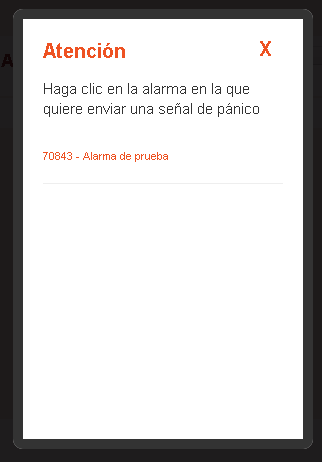 Atención X
Haga clic en la alarma en la que
quiere enviar una señal de pánico
70843 - Alarma de prueba